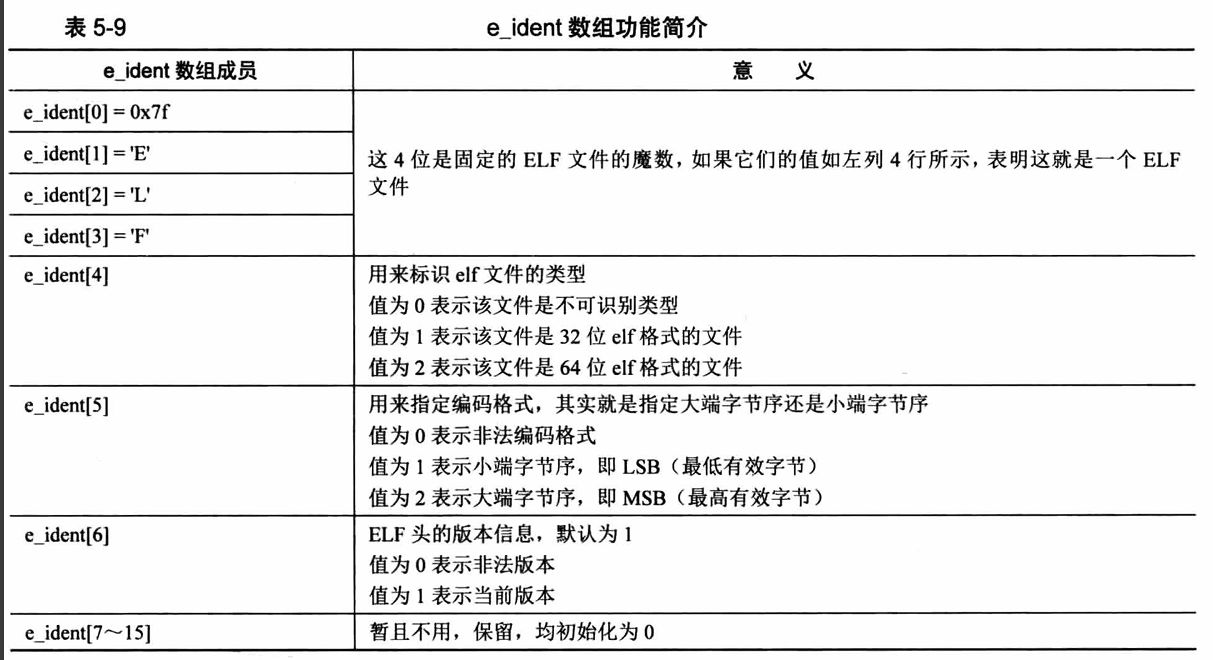 表 5-9 e_ident 数组功能简介
e_ident 数组成员 意 义
e_ident[0] = 0x7f
e_ident[1] = 'E'
e_ident[2] = 'L'
e_ident[3] = 'F'
这 4 位是固定的 ELF 文件的魔数，如果它们的值如左列 4 行所示，表明这就是一个 ELF
文件
e_ident[4] 用来标识 elf 文件的类型
值为 0 表示该文件是不可识别类型
值为 1 表示该文件是 32 位 elf 格式的文件
值为 2 表示该文件是 64 位 elf 格式的文件
e_ident[5] 用来指定编码格式，其实就是指定大端字节序还是小端字节序
值为 0 表示非法编码格式
值为 1 表示小端字节序，即 LSB（最低有效字节）
值为 2 表示大端字节序，即 MSB（最高有效字节）
e_ident[6] ELF 头的版本信息，默认为 1
值为 0 表示非法版本
值为 1 表示当前版本
e_ident[7～15] 暂且不用，保留，均初始化为 0